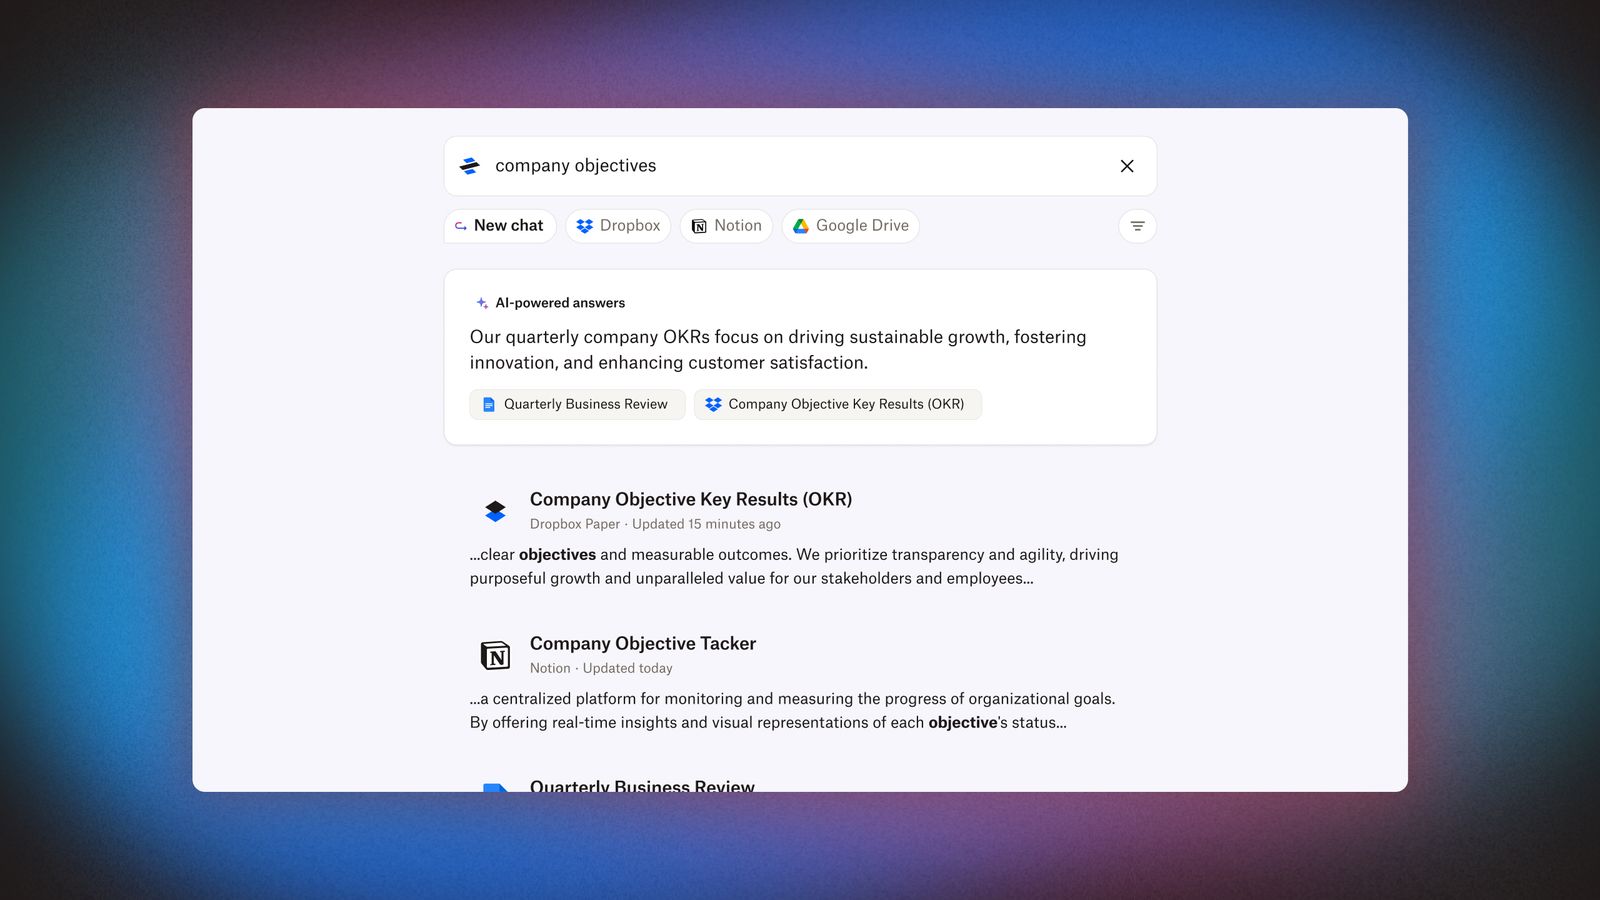 company objectives
New chat
Dropbox
Notion
Google Drive
AI-powered answers
Our quarterly company OKRs focus on driving sustainable growth, fostering
innovation, and enhancing customer satisfaction.
Quarterly Business Review
Company Objective Key Results (OKR)
Company Objective Key Results (OKR)
Dropbox Paper · Updated 15 minutes ago
...clear objectives and measurable outcomes. We prioritize transparency and agility, driving
purposeful growth and unparalleled value for our stakeholders and employees...
Company Objective Tacker
Notion · Updated today
...a centralized platform for monitoring and measuring the progress of organizational goals.
By offering real-time insights and visual representations of each objective's status...
Quarterly Business Review